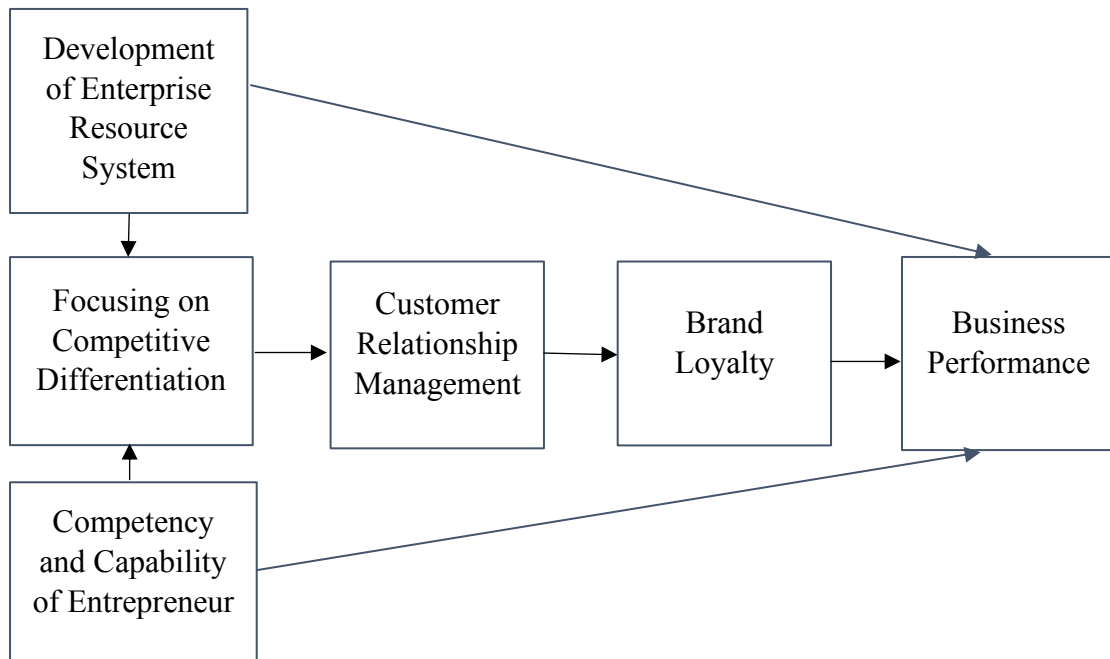 Development
of Enterprise
Resource
System
Focusing on
Competitive
Differentiation
Customer
Relationship
Management
Brand
Loyalty
Business
Performance
Competency
and Capability
of Entrepreneur